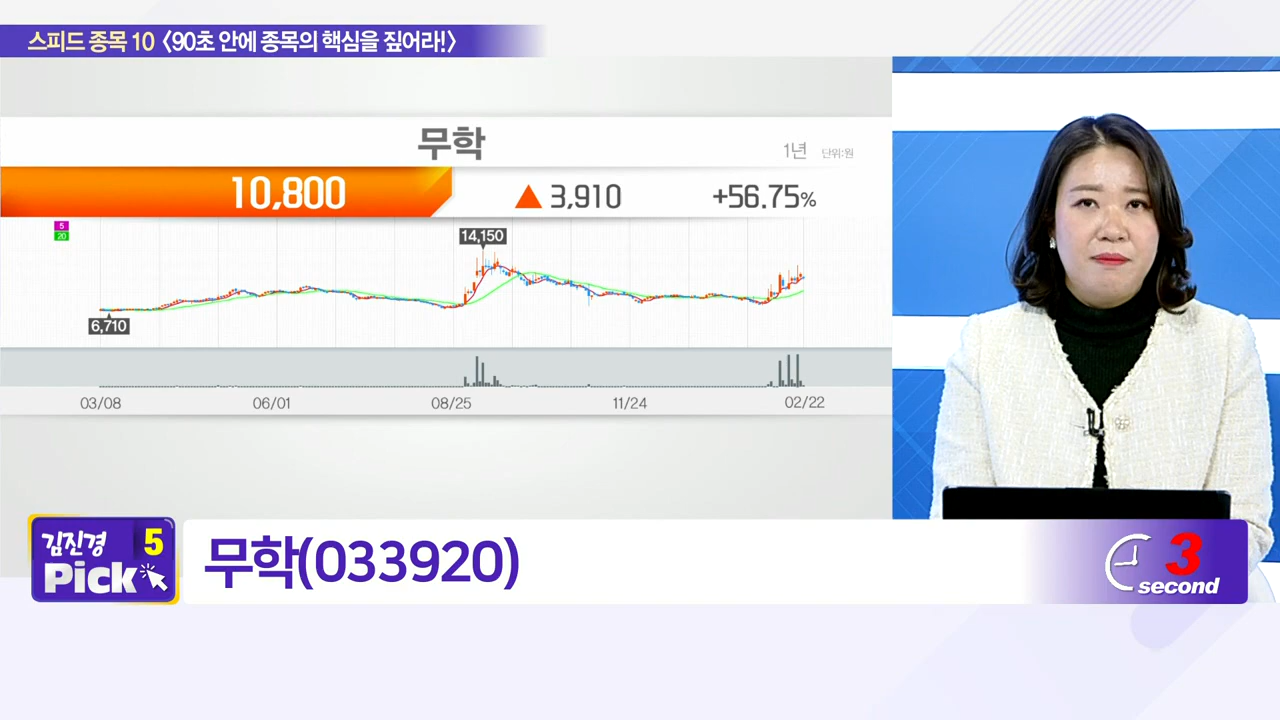 스피드 종목 10 〈90초 안에 종목의 핵심을 짚어라!〉
무학
1년 단위:원
10,800 ▲ 3,910 +56.75%
5
20
14,150
6,710
03/08 06/01 08/25 11/24 02/22
김진경 5
Pick
무학(033920)
3
second